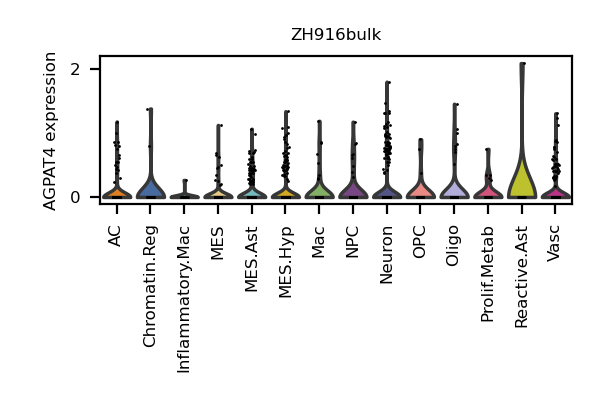 ZH916bulk
AGPAT4 expression
2
0
AC
Chromatin.Reg
Inflammatory.Mac
MES
MES.Ast
MES.Hyp
Mac
NPC
Neuron
OPC
Oligo
Prolif.Metab
Reactive.Ast
Vasc